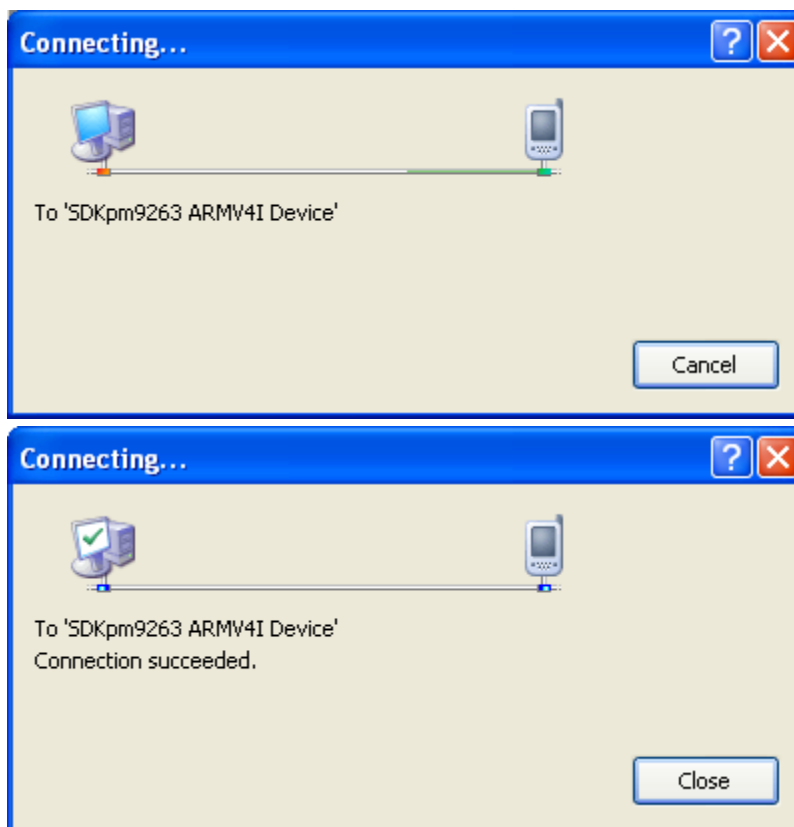 Connecting...
To 'SDKpm9263 ARMV4I Device'
Cancel
Connecting...
To 'SDKpm9263 ARMV4I Device'
Connection succeeded.
Close